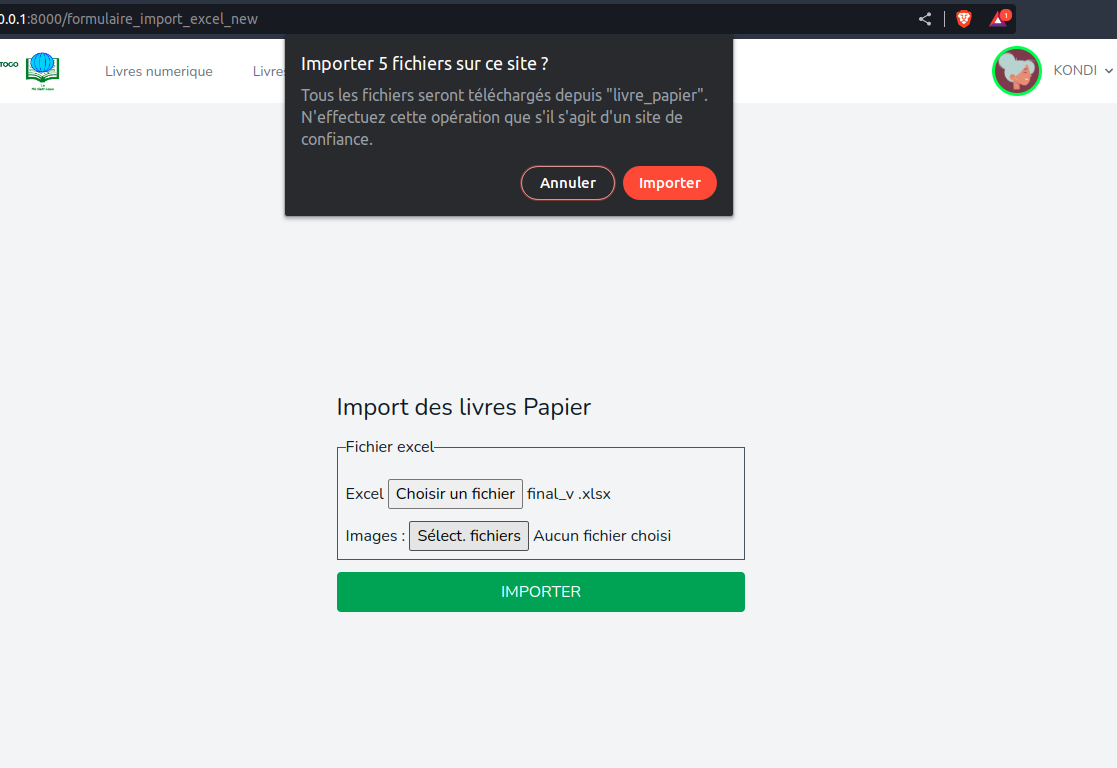 0.0.1:8000/formulaire_import_excel_new
1
TOGO
Livres numerique
Livre
KONDI
Importer 5 fichiers sur ce site ?
Tous les fichiers seront téléchargés depuis "livre_papier".
N'effectuez cette opération que s'il s'agit d'un site de
confiance.
Annuler
Importer
Import des livres Papier
Fichier excel
Excel Choisir un fichier final_v .xlsx
Images : Sélect. fichiers Aucun fichier choisi
IMPORTER